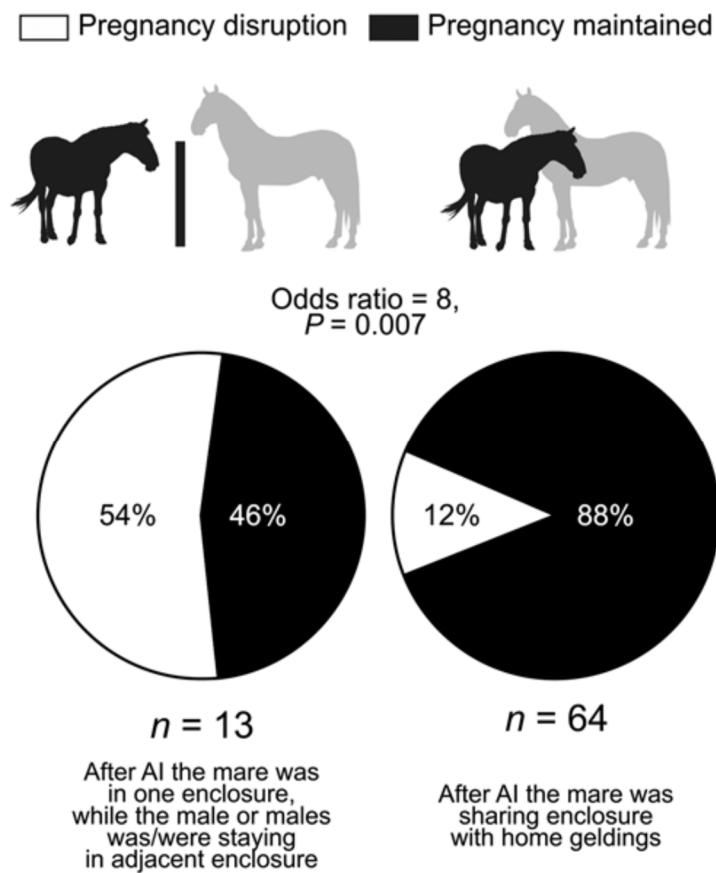 Pregnancy disruption Pregnancy maintained
Odds ratio = 8,
P = 0.007
54% 46% 12% 88%
n = 13
n = 64
After AI the mare was
in one enclosure,
while the male or males
was/were staying
in adjacent enclosure
After AI the mare was
sharing enclosure
with home geldings